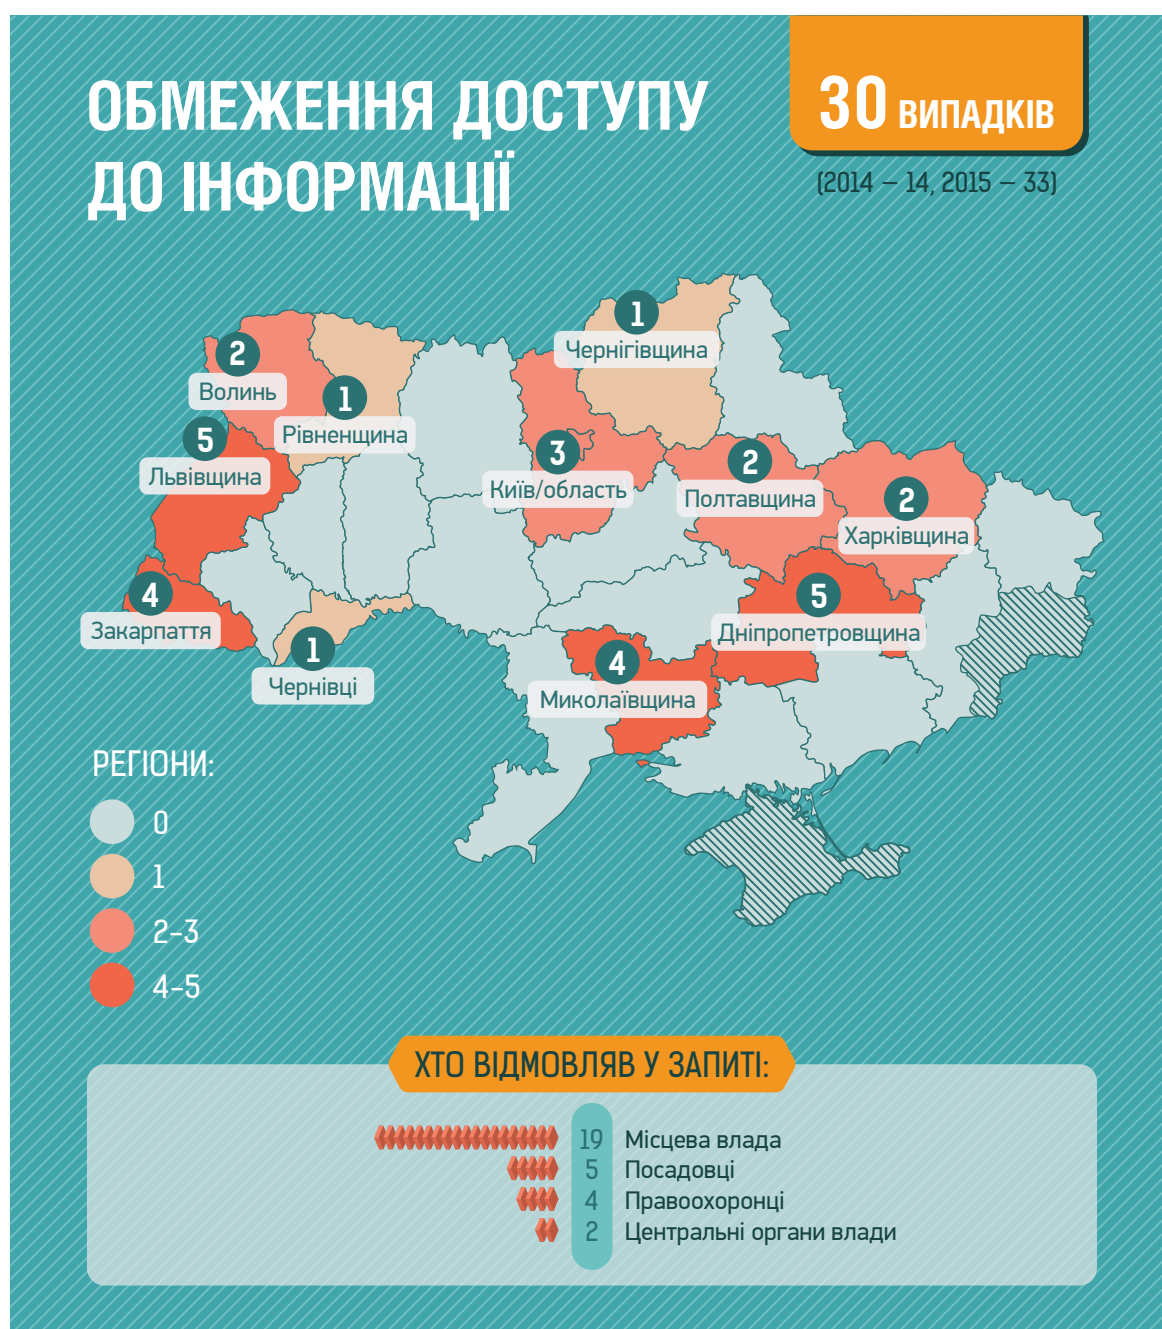 ОБМЕЖЕННЯ ДОСТУПУ
ДО ІНФОРМАЦІЇ
30 ВИПАДКІВ
(2014 – 14, 2015 – 33)
1
Чернігівщина
2
Волинь
1
Рівненщина
5
Львівщина
3
Київ/область
2
Полтавщина
2
Харківщина
4
Закарпаття
5
Дніпропетровщина
1
Чернівці
4
Миколаївщина
РЕГІОНИ:
0
1
2–3
4–5
ХТО ВІДМОВЛЯВ У ЗАПИТІ:
19 Місцева влада
5 Посадовці
4 Правоохоронці
2 Центральні органи влади